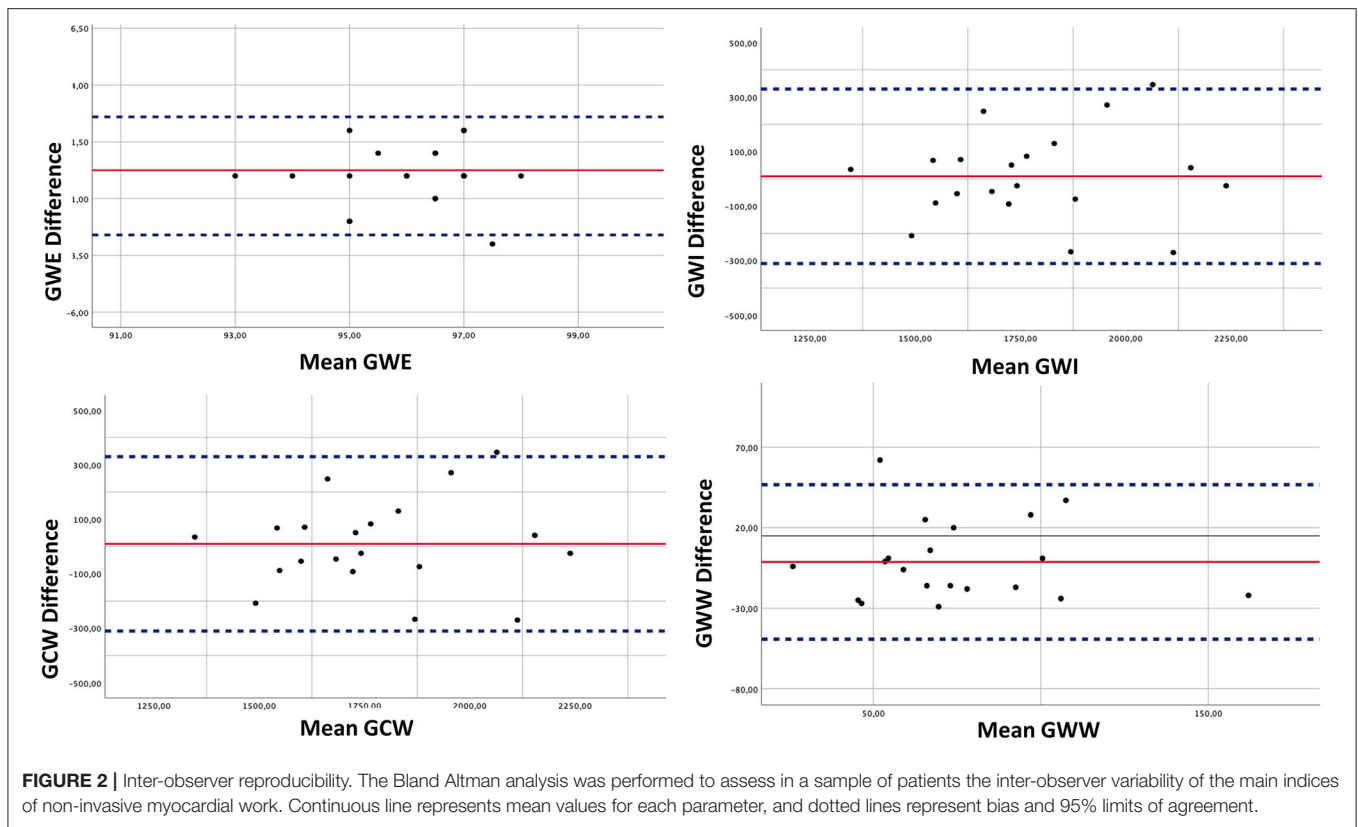 6,50
4,00
1,50
1,00
3,50
-6,00
GWE Difference
91,00 93,00 95,00 97,00 99,00
Mean GWE
500,00
300,00
100,00
-100,00
-300,00
-500,00
GWI Difference
1250,00 1500,00 1750,00 2000,00 2250,00
Mean GWI
500,00
300,00
100,00
-100,00
-300,00
-500,00
GCW Difference
1250,00 1500,00 1750,00 2000,00 2250,00
Mean GCW
70,00
20,00
-30,00
-80,00
GWW Difference
50,00 150,00
Mean GWW
FIGURE 2 | Inter-observer reproducibility. The Bland Altman analysis was performed to assess in a sample of patients the inter-observer variability of the main indices
of non-invasive myocardial work. Continuous line represents mean values for each parameter, and dotted lines represent bias and 95% limits of agreement.